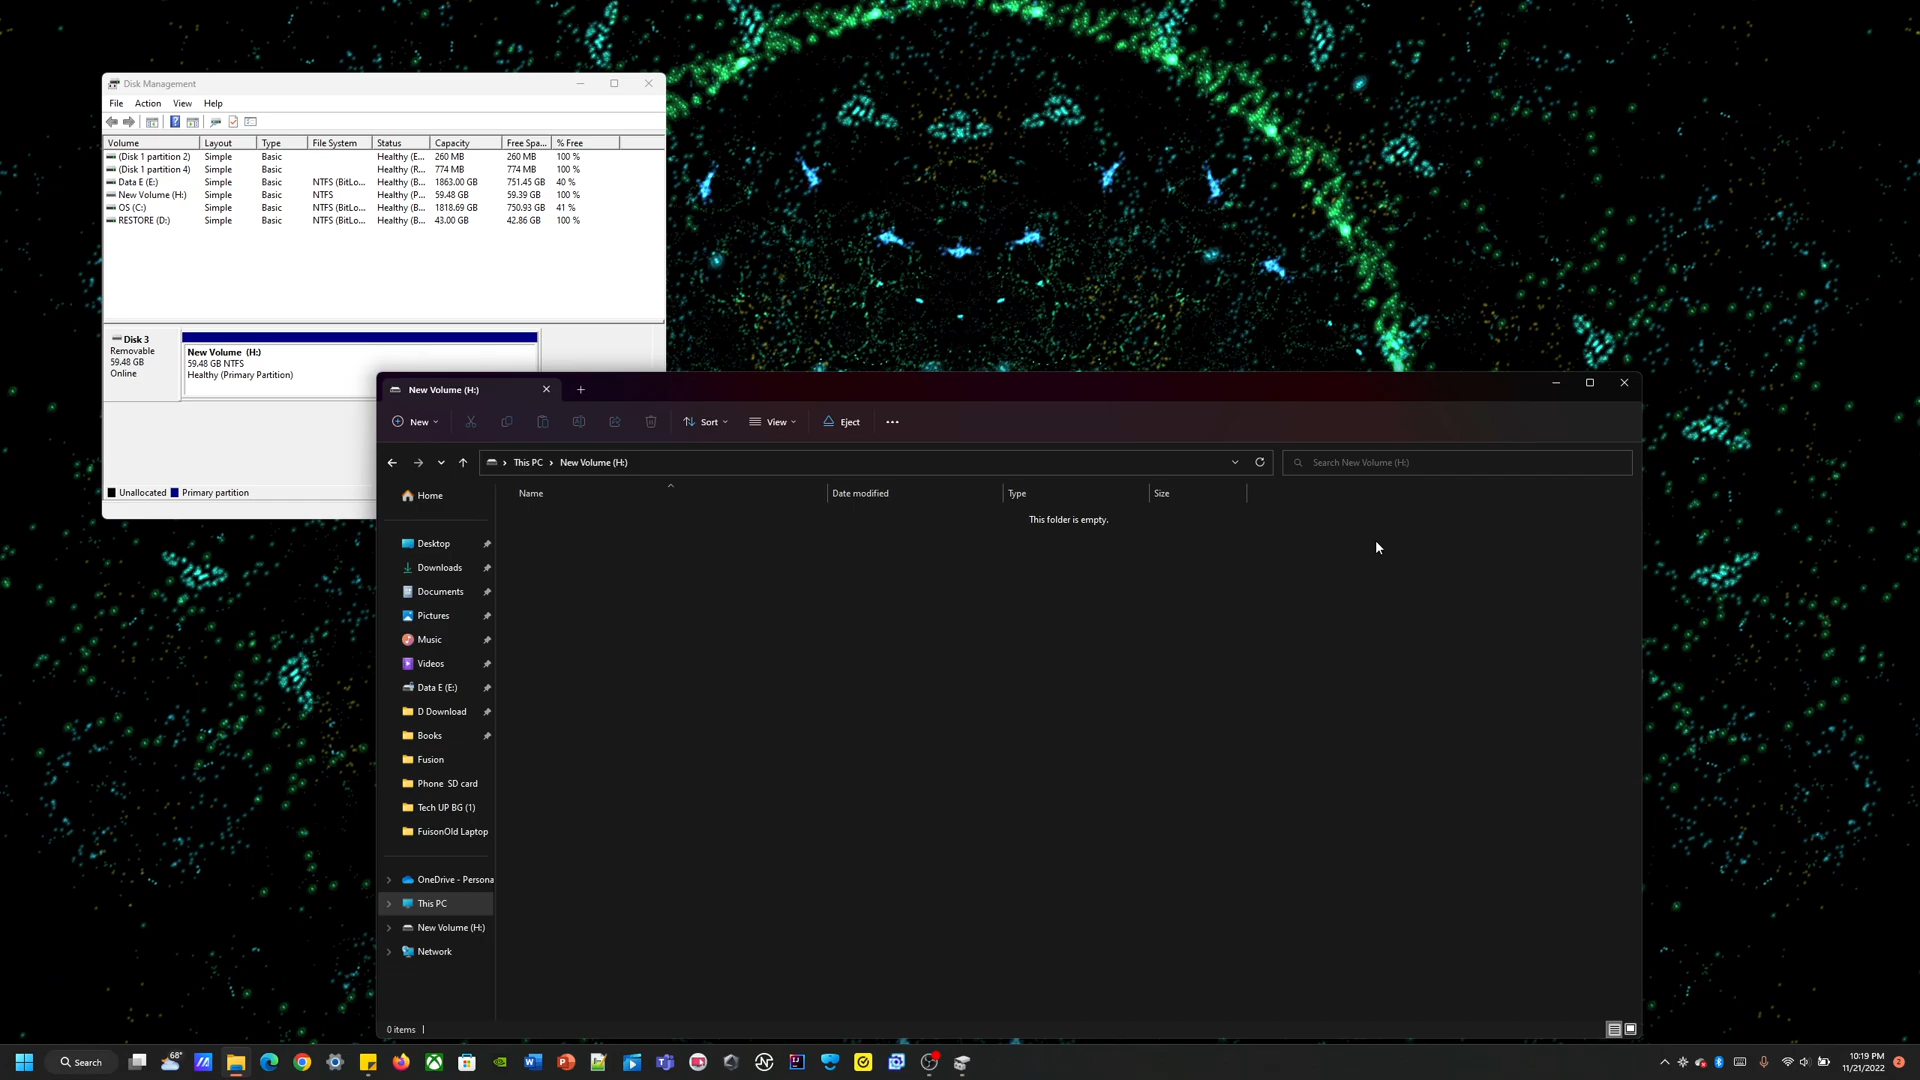 Disk Management
File Action View Help
Volume Layout Type File System Status Capacity Free Spa... % Free
(Disk 1 partition 2) Simple Basic Healthy (E... 260 MB 260 MB 100 %
(Disk 1 partition 4) Simple Basic Healthy (R... 774 MB 774 MB 100 %
Data E (E:) Simple Basic NTFS (BitLo... Healthy (B... 1863.00 GB 751.45 GB 40 %
New Volume (H:) Simple Basic NTFS Healthy (P... 59.48 GB 59.39 GB 100 %
OS (C:) Simple Basic NTFS (BitLo... Healthy (B... 1818.69 GB 750.93 GB 41 %
RESTORE (D:) Simple Basic NTFS (BitLo... Healthy (B... 43.00 GB 42.86 GB 100 %
Disk 3
Removable
59.48 GB
Online
New Volume (H:)
59.48 GB NTFS
Healthy (Primary Partition)
Unallocated Primary partition
New Volume (H:)
New Sort View Eject
This PC > New Volume (H:)
Search New Volume (H:)
Name Date modified Type Size
This folder is empty.
Home
Desktop
Downloads
Documents
Pictures
Music
Videos
Data E (E:)
D Download
Books
Fusion
Phone SD card
Tech UP BG (1)
FuisonOld Laptop
OneDrive - Persona
This PC
New Volume (H:)
Network
0 items
Search
68°
10:19 PM
11/21/2022
2